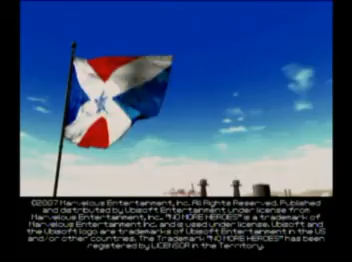 ©2007 Marvelous Entertainment, Inc. All Rights Reserved. Published
and distributed by Ubisoft Entertainment under license from
Marvelous Entertainment, Inc. "NO MORE HEROES" is a trademark of
Marvelous Entertainment Inc. and is used under license. Ubisoft and
the Ubisoft logo are trademarks of Ubisoft Entertainment in the US
and/or other countries. The Trademark "NO MORE HEROES" has been
registered by LICENSOR in the Territory.